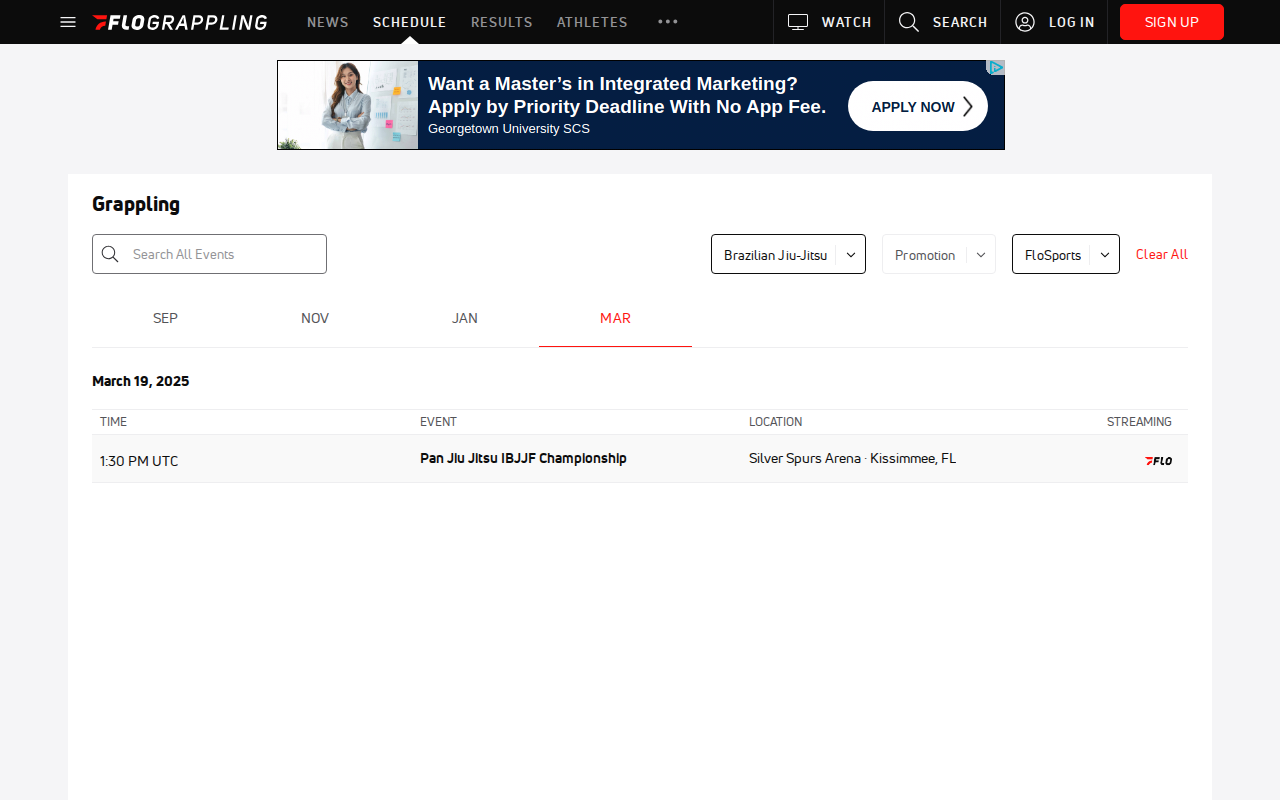 FLOGRAPPLING NEWS SCHEDULE RESULTS ATHLETES WATCH SEARCH LOG IN SIGN UP
Want a Master’s in Integrated Marketing?
Apply by Priority Deadline With No App Fee.
Georgetown University SCS
APPLY NOW
Grappling
Search All Events Brazilian Jiu-Jitsu Promotion FloSports Clear All
SEP NOV JAN MAR
March 19, 2025
TIME EVENT LOCATION STREAMING
1:30 PM UTC Pan Jiu Jitsu IBJJF Championship Silver Spurs Arena · Kissimmee, FL FLO